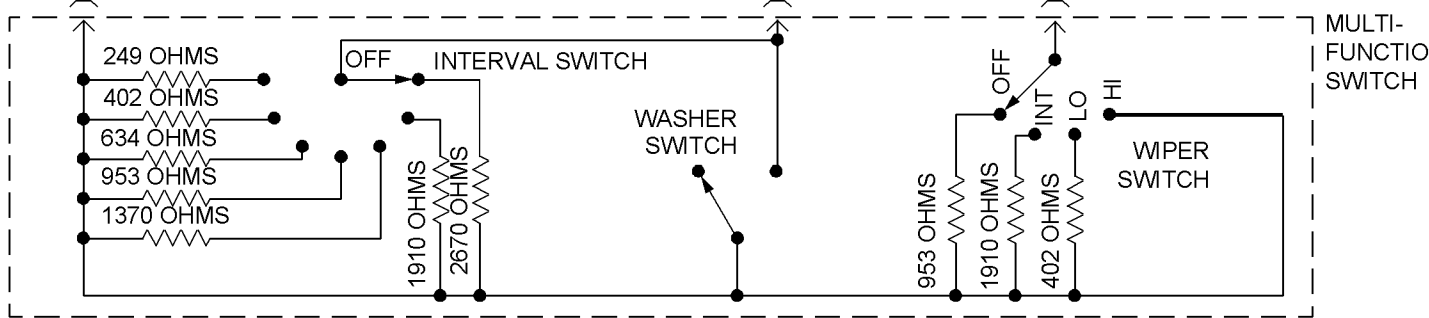 MULTI-
FUNCTIO
SWITCH
249 OHMS
402 OHMS
634 OHMS
953 OHMS
1370 OHMS
OFF
INTERVAL SWITCH
1910 OHMS
2670 OHMS
WASHER
SWITCH
OFF
INT
LO
HI
WIPER
SWITCH
953 OHMS
1910 OHMS
402 OHMS